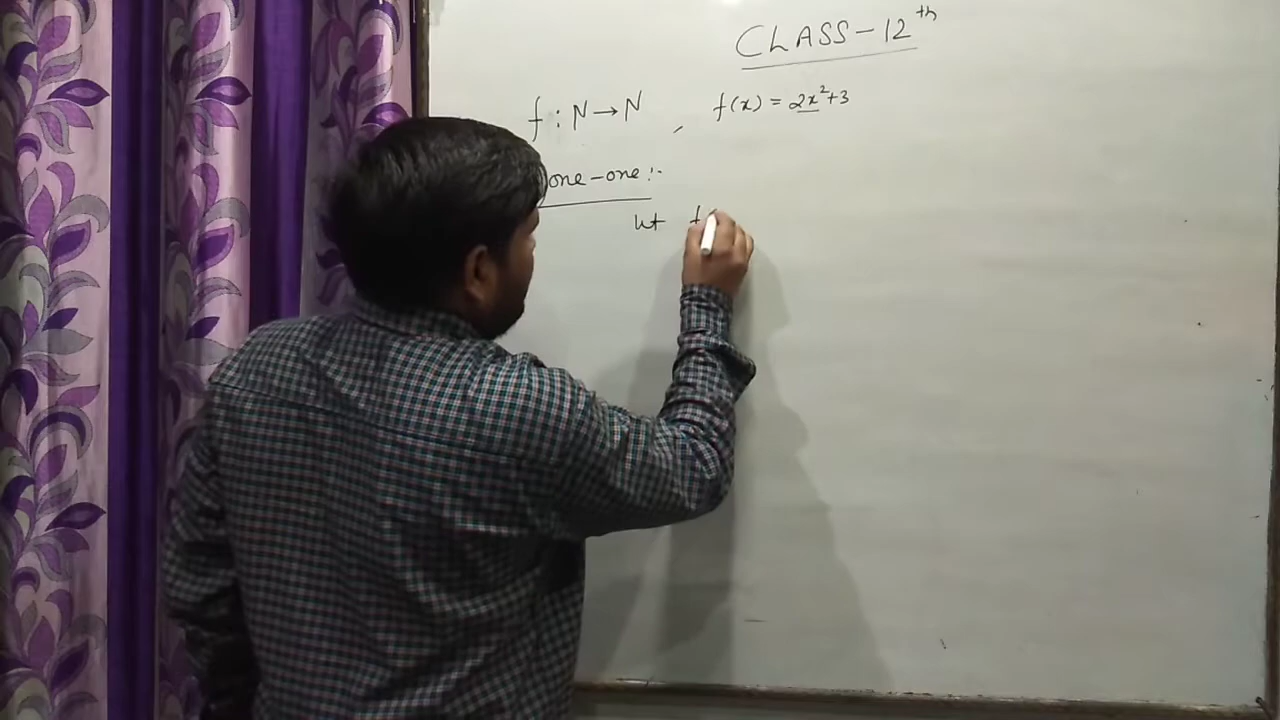 CLASS-12th
f : N → N , f(x) = 2x²+3
one-one :-
let f